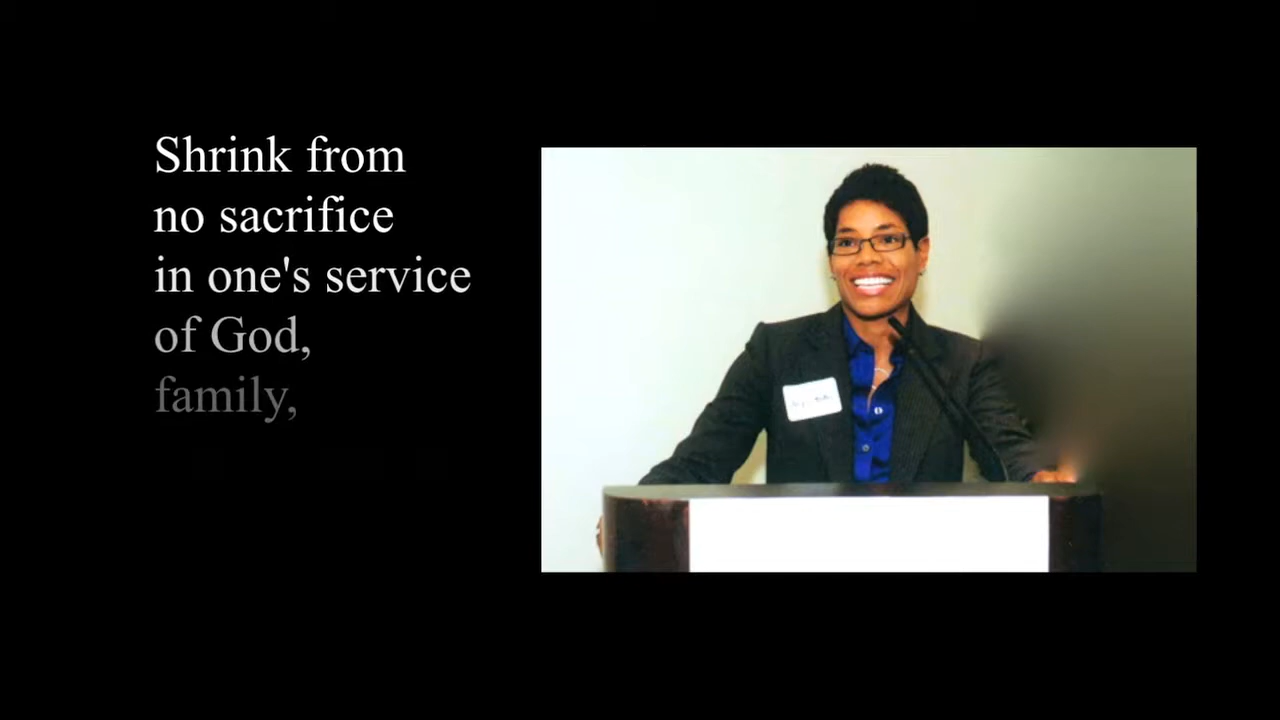 Shrink from
no sacrifice
in one's service
of God,
family,